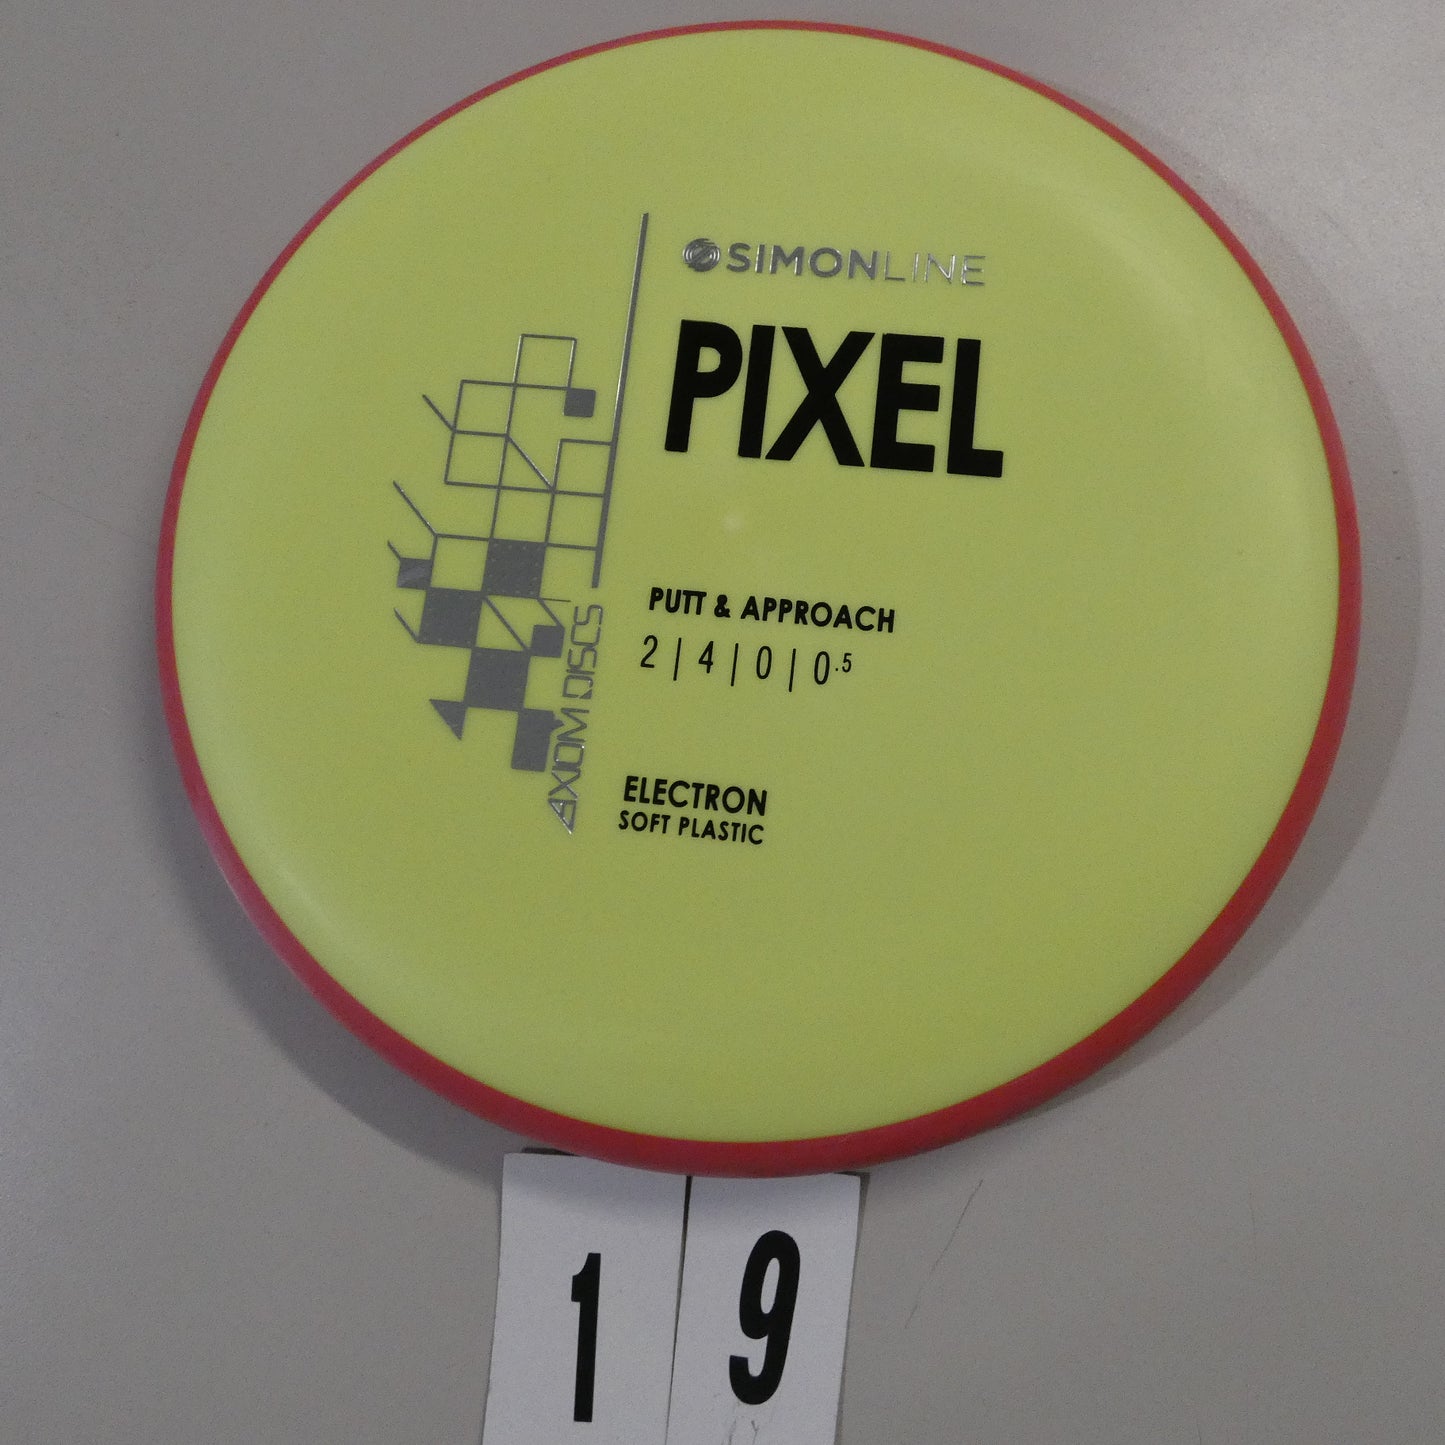 SIMONLINE
PIXEL
PUTT & APPROACH
2 | 4 | 0 | 0.5
AXIOM DISCS
ELECTRON
SOFT PLASTIC
1 9